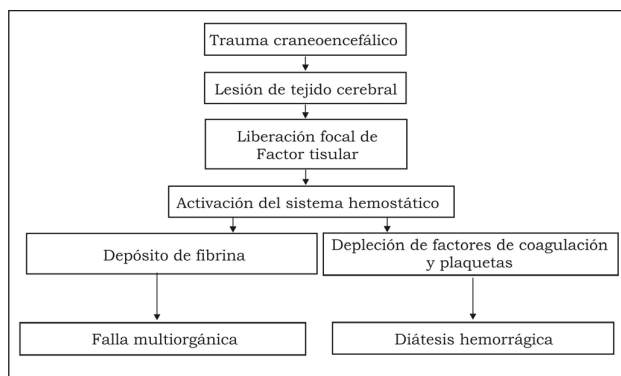 Trauma craneoencefálico
Lesión de tejido cerebral
Liberación focal de
Factor tisular
Activación del sistema hemostático
Depósito de fibrina
Depleción de factores de coagulación
y plaquetas
Falla multiorgánica
Diátesis hemorrágica